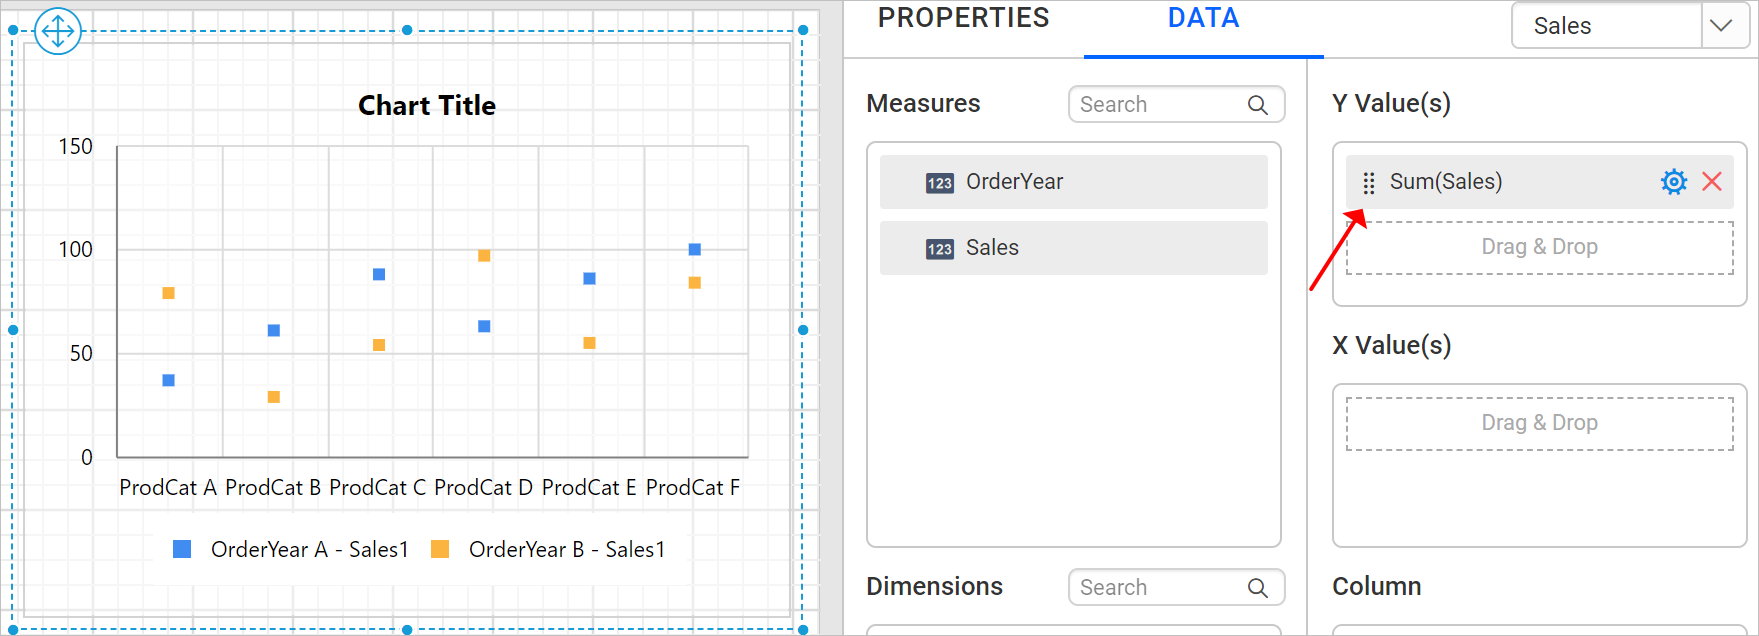 Chart Title
150
100
50
0
ProdCat A ProdCat B ProdCat C ProdCat D ProdCat E ProdCat F
OrderYear A - Sales1 OrderYear B - Sales1
PROPERTIES DATA
Sales
Measures Search
123 OrderYear
123 Sales
Dimensions Search
Y Value(s)
Sum(Sales)
Drag & Drop
X Value(s)
Drag & Drop
Column